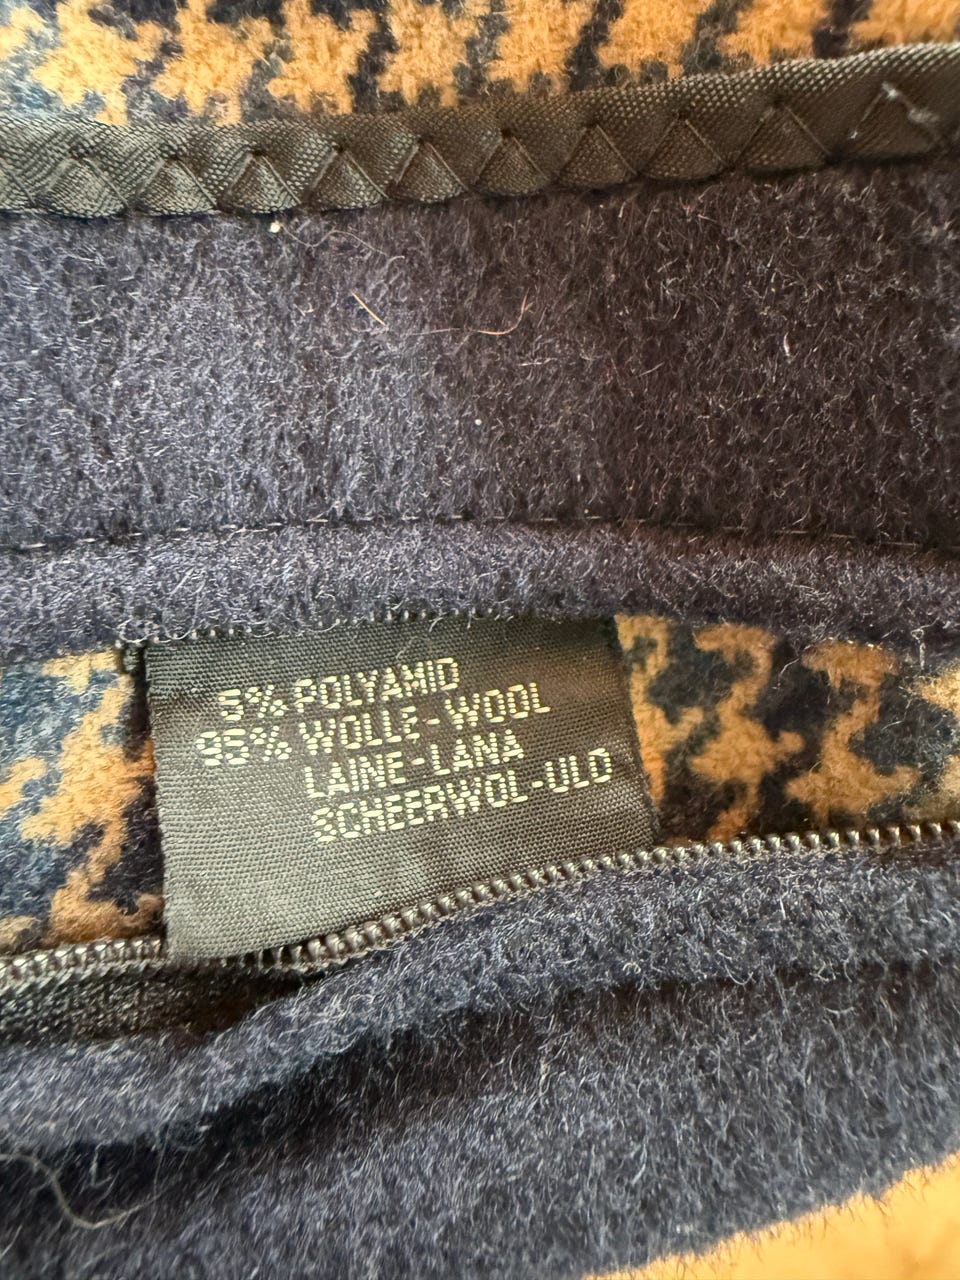 5% POLYAMID
95% WOLLE-WOOL
LAINE-LANA
SCHEERWOL-ULD